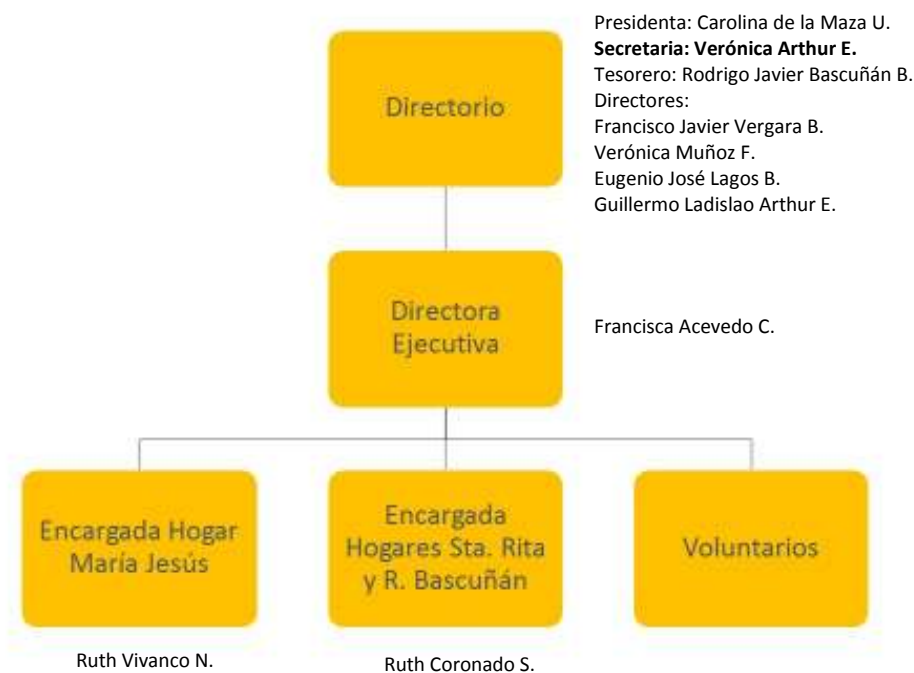 Presidenta: Carolina de la Maza U.
Secretaria: Verónica Arthur E.
Tesorero: Rodrigo Javier Bascuñán B.
Directores:
Francisco Javier Vergara B.
Verónica Muñoz F.
Eugenio José Lagos B.
Guillermo Ladislao Arthur E.
Directorio
Directora
Ejecutiva
Francisca Acevedo C.
Encargada Hogar
María Jesús
Encargada
Hogares Sta. Rita
y R. Bascuñán
Voluntarios
Ruth Vivanco N.
Ruth Coronado S.